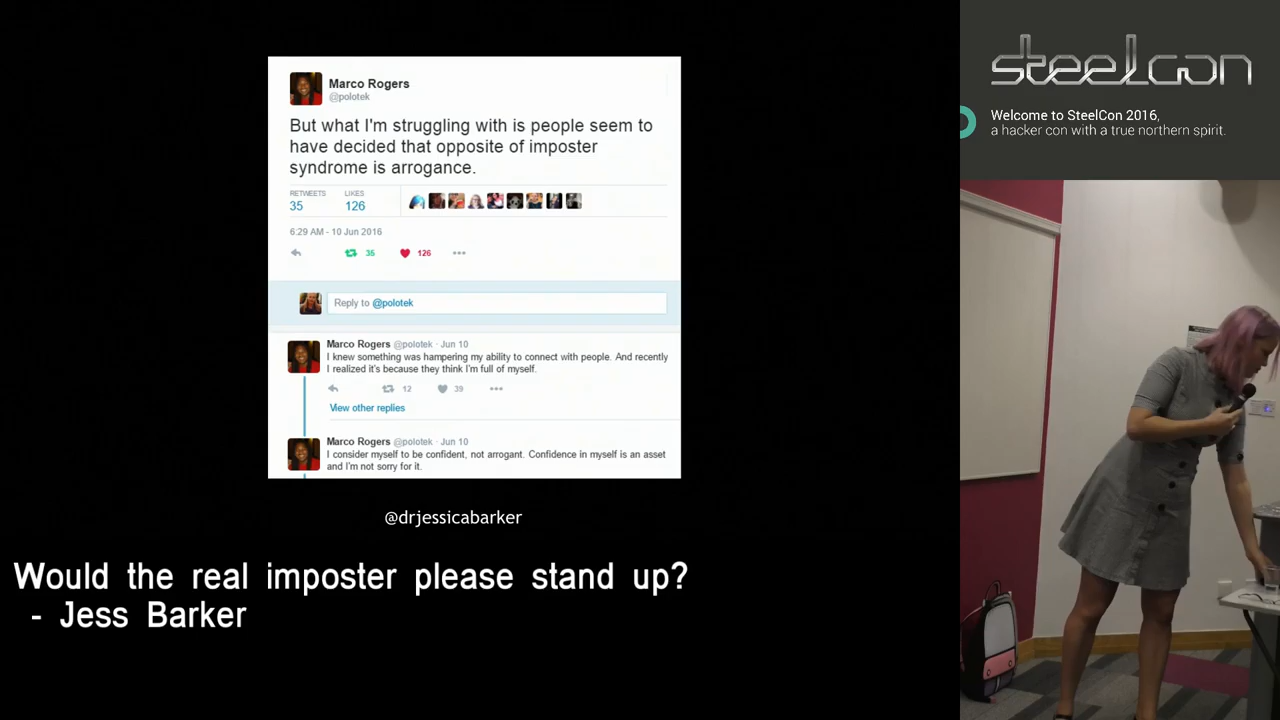 Marco Rogers
@polotek
But what I'm struggling with is people seem to
have decided that opposite of imposter
syndrome is arrogance.
RETWEETS LIKES
35 126
6:29 AM - 10 Jun 2016
35 126
Reply to @polotek
Marco Rogers @polotek · Jun 10
I knew something was hampering my ability to connect with people. And recently
I realized it's because they think I'm full of myself.
12 39
View other replies
Marco Rogers @polotek · Jun 10
I consider myself to be confident, not arrogant. Confidence in myself is an asset
and I'm not sorry for it.
@drjessicabarker
Would the real imposter please stand up?
- Jess Barker
steelcon
Welcome to SteelCon 2016,
a hacker con with a true northern spirit.